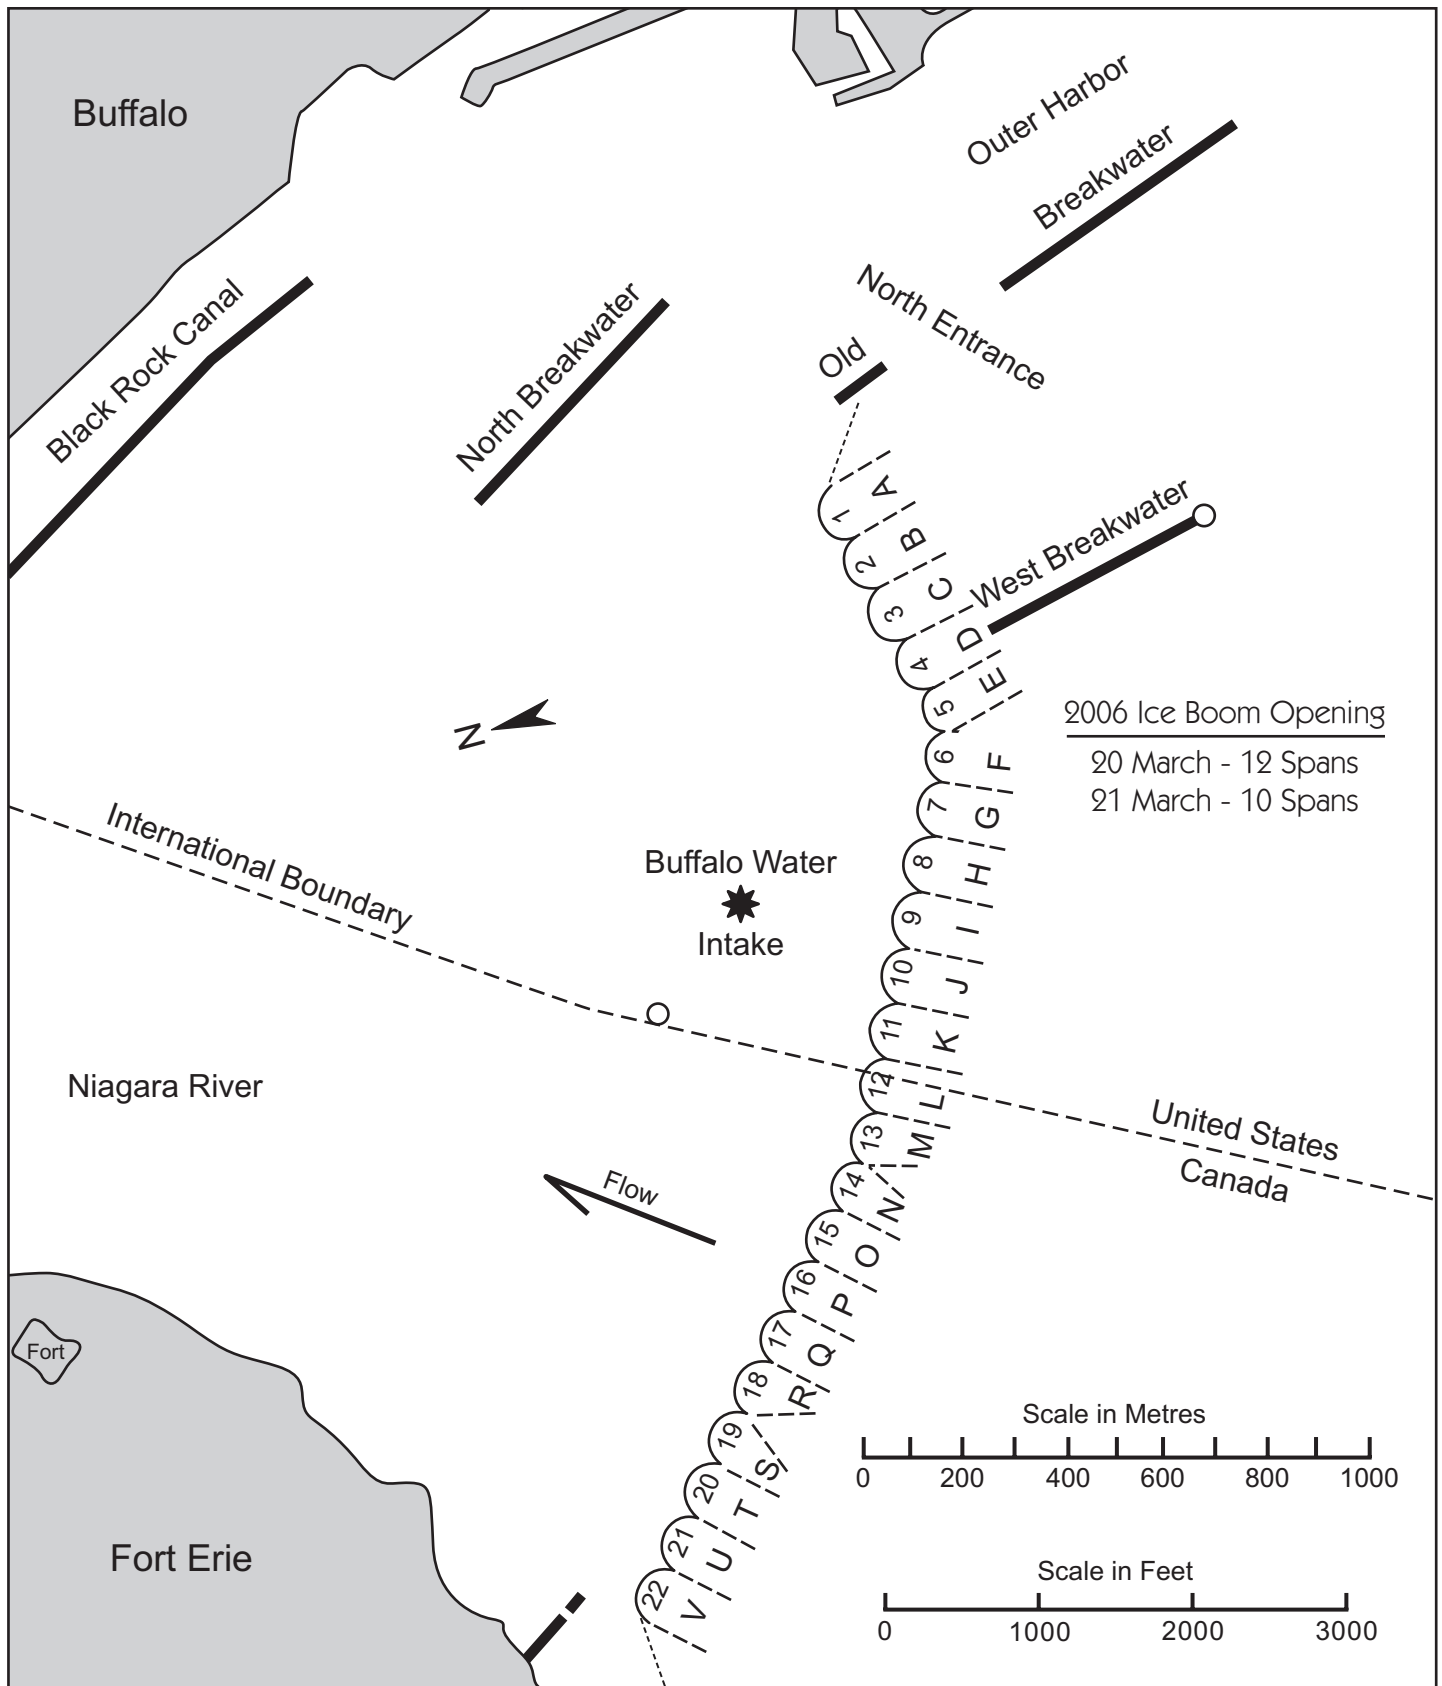 Buffalo
Outer Harbor
Breakwater
North Entrance
Black Rock Canal
North Breakwater
Old
West Breakwater
1 A
2 B
3 C
4 D
5 E
6 F
7 G
8 H
9 I
10 J
11 K
12 L
13 M
14 N
15 O
16 P
17 Q
18 R
19 S
20 T
21 U
22 V
N
2006 Ice Boom Opening
20 March - 12 Spans
21 March - 10 Spans
International Boundary
Buffalo Water
Intake
Niagara River
United States
Canada
Flow
Fort
Fort Erie
Scale in Metres
0 200 400 600 800 1000
Scale in Feet
0 1000 2000 3000